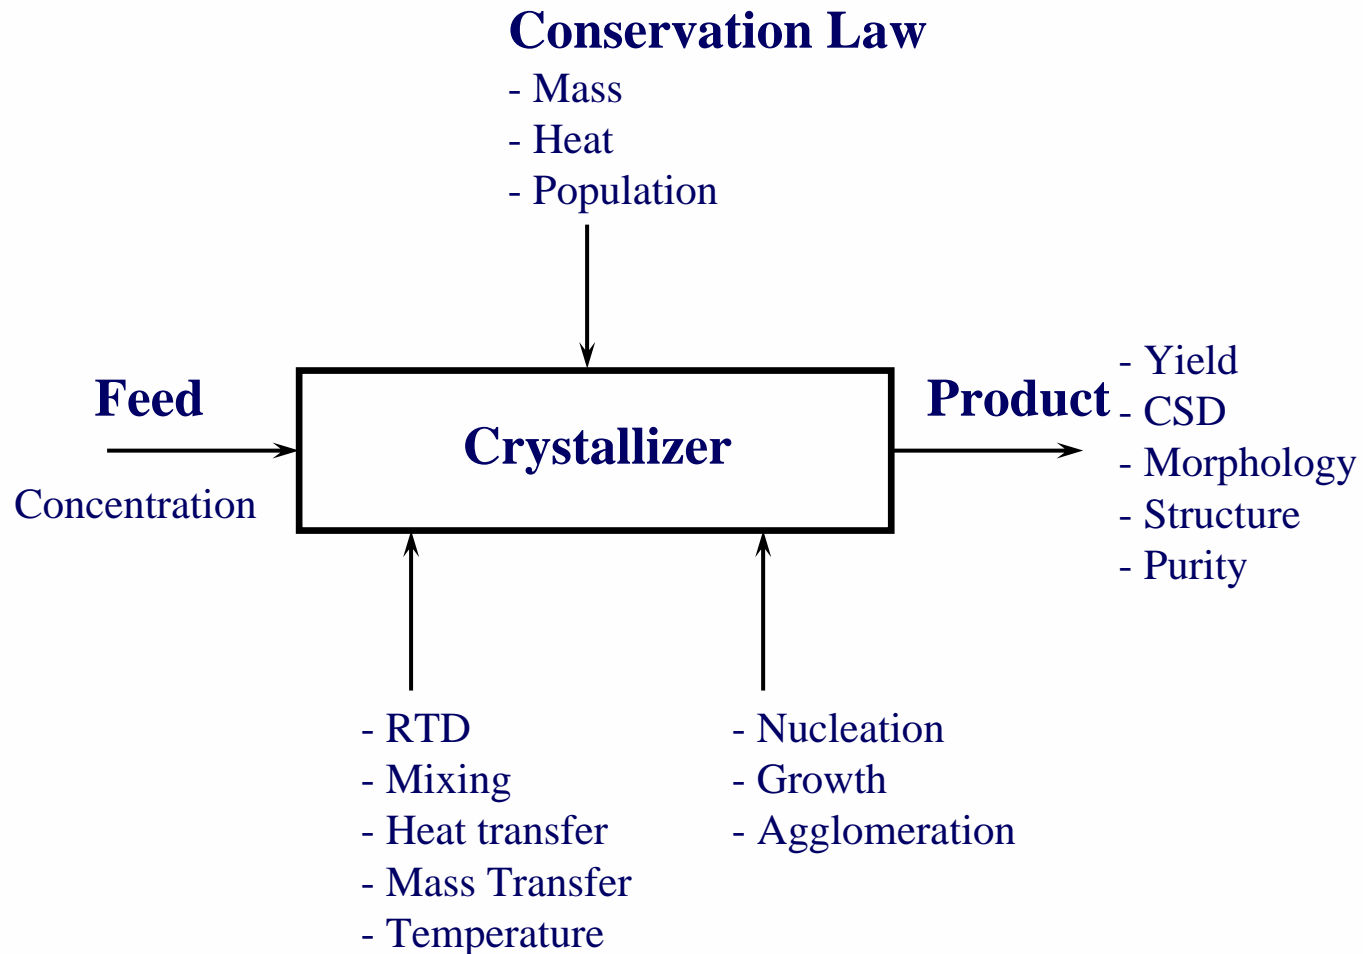 Conservation Law
- Mass
- Heat
- Population
Feed
Concentration
Crystallizer
Product
- Yield
- CSD
- Morphology
- Structure
- Purity
- RTD
- Mixing
- Heat transfer
- Mass Transfer
- Temperature
- Nucleation
- Growth
- Agglomeration